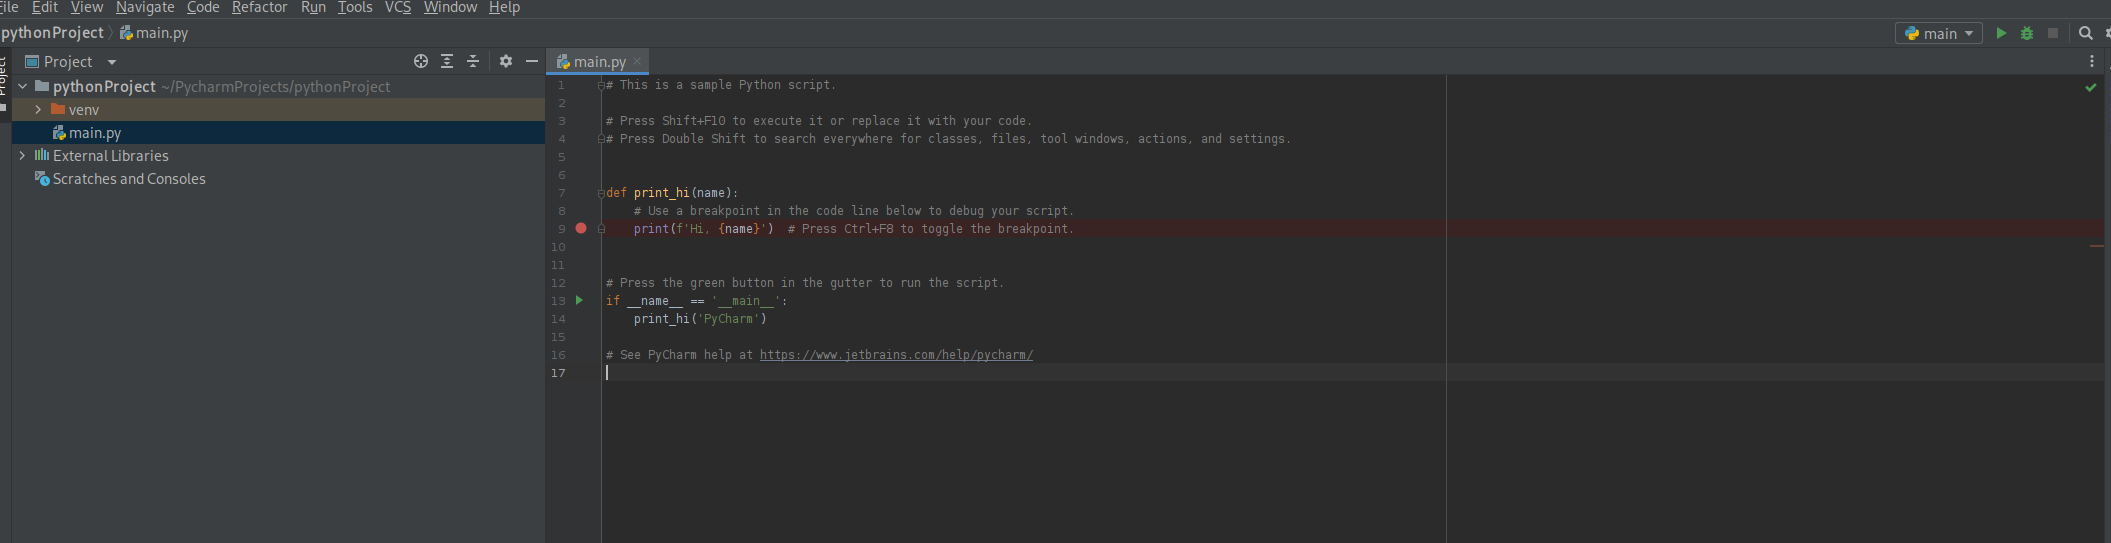 File Edit View Navigate Code Refactor Run Tools VCS Window Help
pythonProject main.py
main
Project
Project
main.py
pythonProject ~/PycharmProjects/pythonProject
venv
main.py
External Libraries
Scratches and Consoles
1 # This is a sample Python script.
2
3 # Press Shift+F10 to execute it or replace it with your code.
4 # Press Double Shift to search everywhere for classes, files, tool windows, actions, and settings.
5
6
7 def print_hi(name):
8 # Use a breakpoint in the code line below to debug your script.
9 print(f'Hi, {name}') # Press Ctrl+F8 to toggle the breakpoint.
10
11
12 # Press the green button in the gutter to run the script.
13 if __name__ == '__main__':
14 print_hi('PyCharm')
15
16 # See PyCharm help at https://www.jetbrains.com/help/pycharm/
17